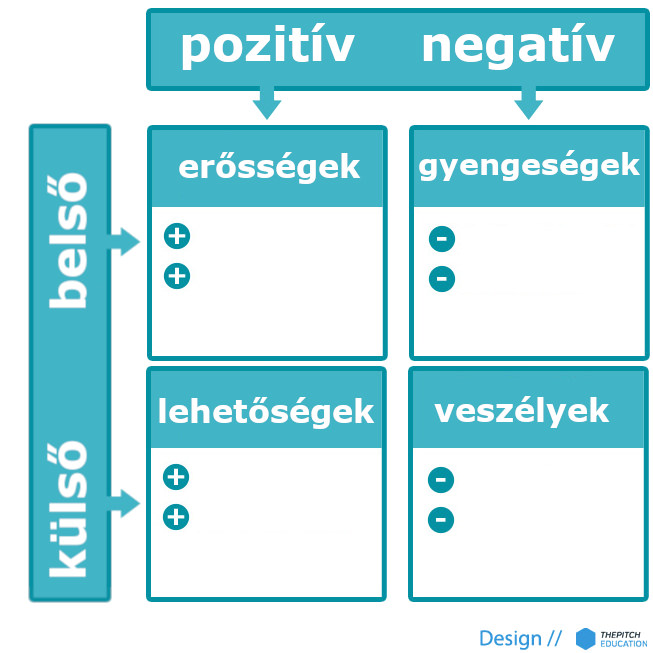 pozitív negatív
belső
erősségek
+
+
gyengeségek
-
-
külső
lehetőségek
+
+
veszélyek
-
-
Design //
THEPITCH
EDUCATION